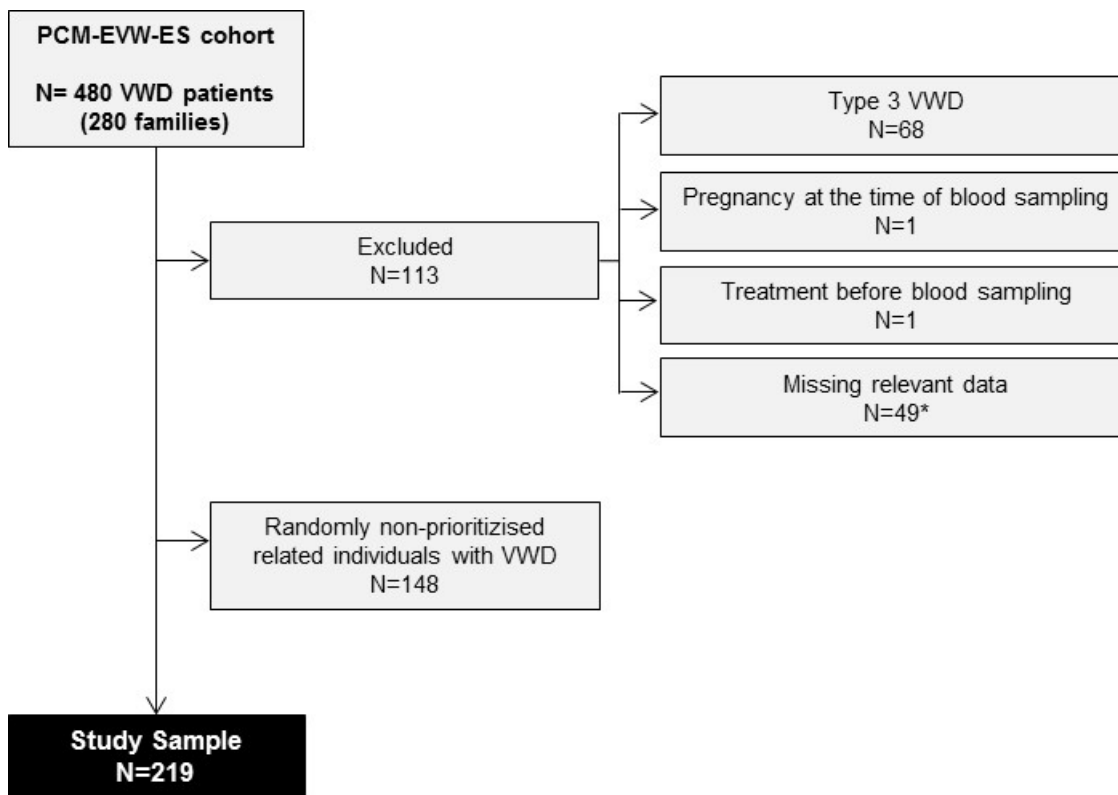 PCM-EVW-ES cohort
N= 480 VWD patients
(280 families)
Type 3 VWD
N=68
Pregnancy at the time of blood sampling
N=1
Excluded
N=113
Treatment before blood sampling
N=1
Missing relevant data
N=49*
Randomly non-prioritizised
related individuals with VWD
N=148
Study Sample
N=219